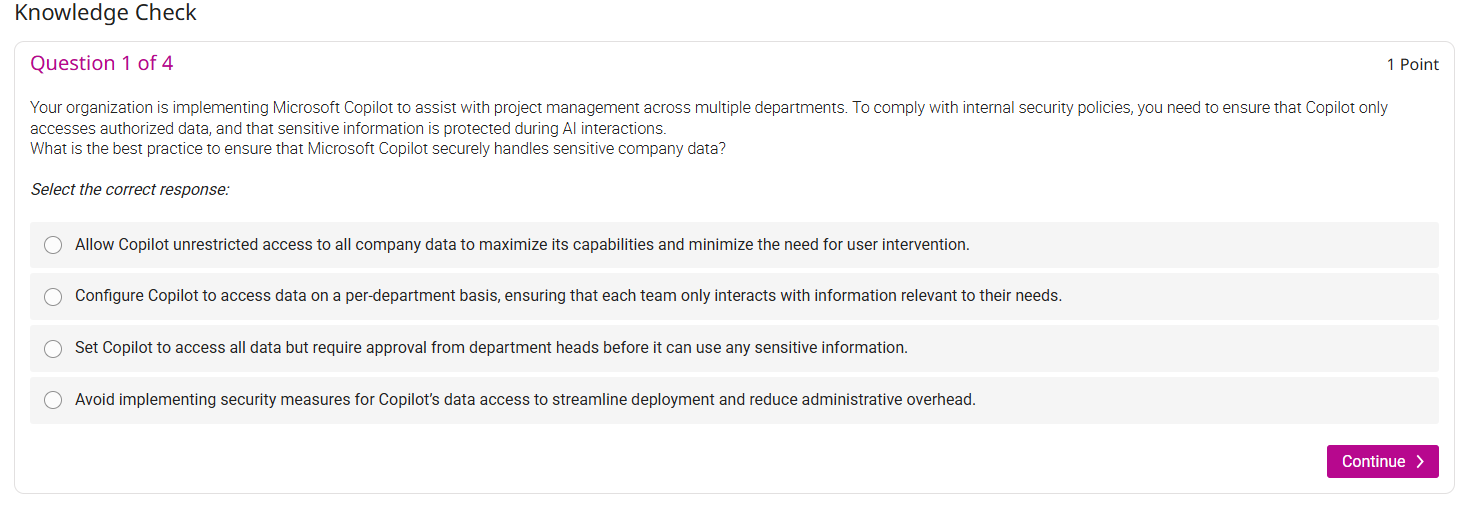 Knowledge Check
Question 1 of 4
1 Point
Your organization is implementing Microsoft Copilot to assist with project management across multiple departments. To comply with internal security policies, you need to ensure that Copilot only
accesses authorized data, and that sensitive information is protected during AI interactions.
What is the best practice to ensure that Microsoft Copilot securely handles sensitive company data?
Select the correct response:
Allow Copilot unrestricted access to all company data to maximize its capabilities and minimize the need for user intervention.
Configure Copilot to access data on a per-department basis, ensuring that each team only interacts with information relevant to their needs.
Set Copilot to access all data but require approval from department heads before it can use any sensitive information.
Avoid implementing security measures for Copilot’s data access to streamline deployment and reduce administrative overhead.
Continue